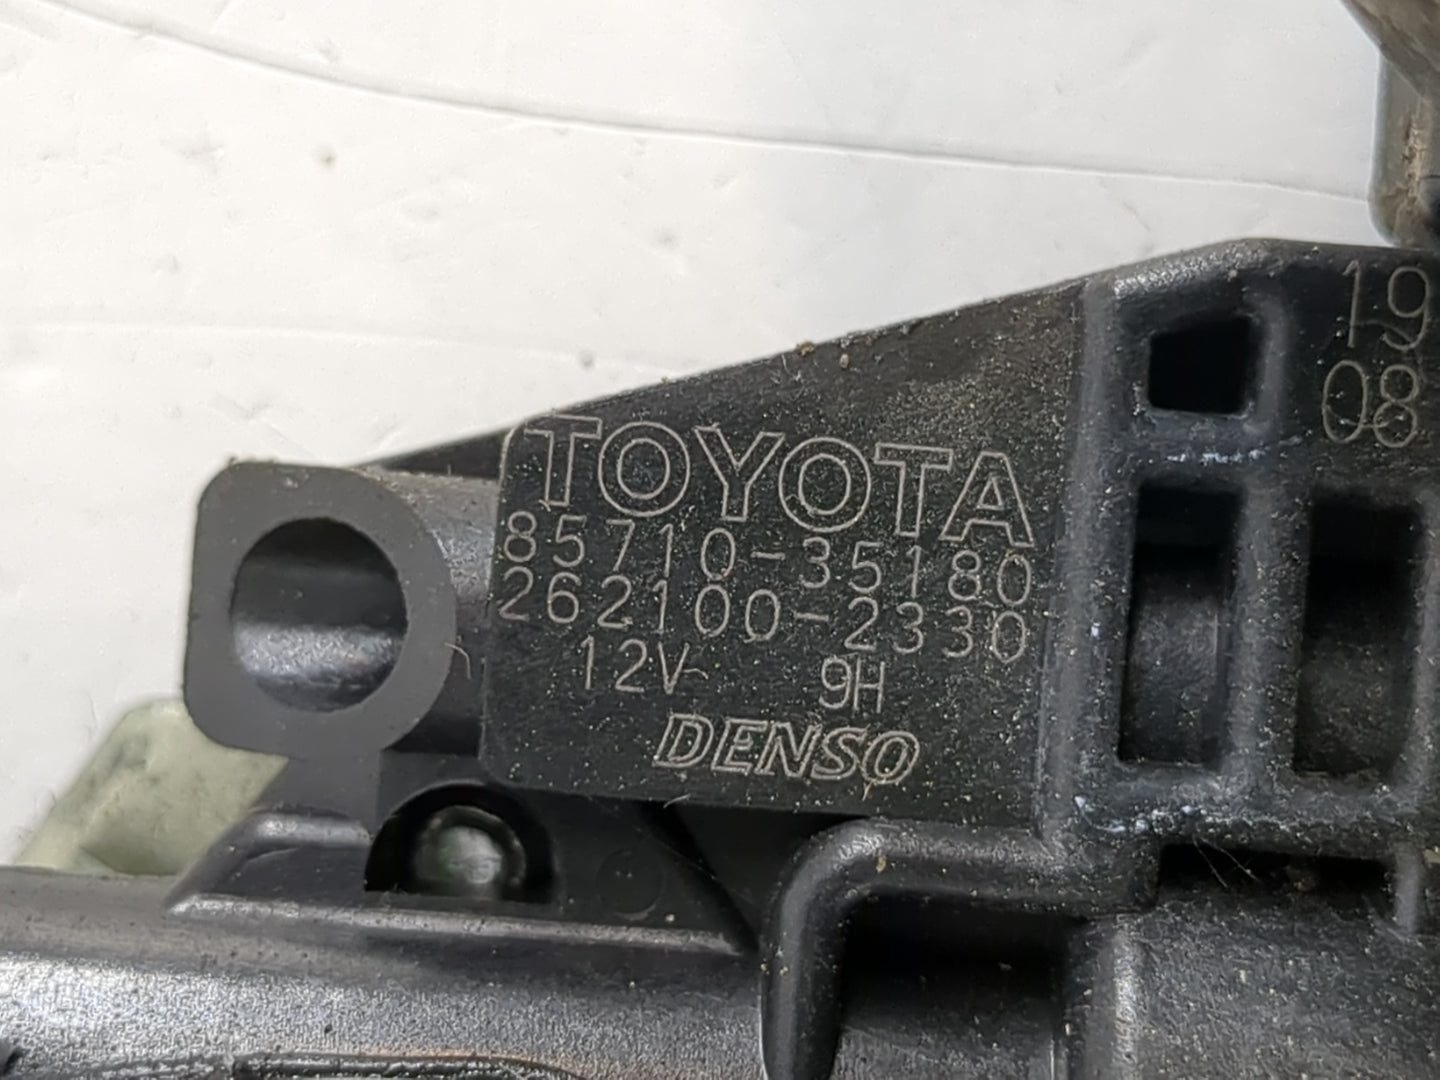 TOYOTA
85710-35180
262100-2330
12V 9H
DENSO
19
08